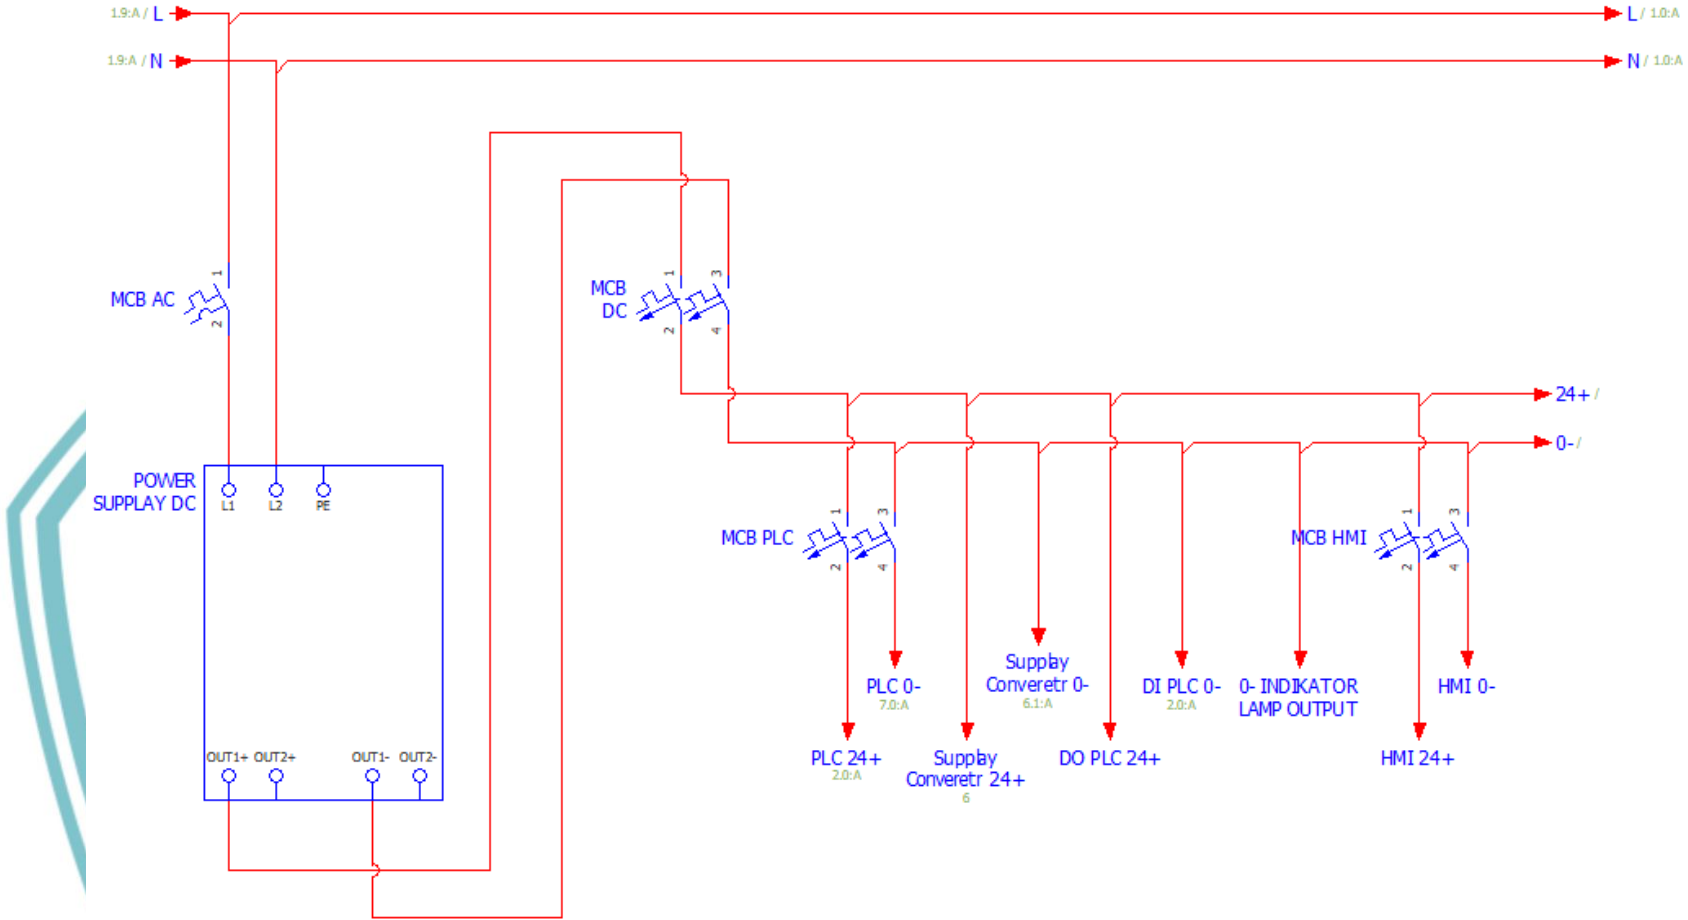 1.9:A / L
L / 1.0:A
1.9:A / N
N / 1.0:A
MCB AC
1
2
MCB
DC
1
2
3
4
24+ /
0- /
POWER
SUPPLAY DC
L1
L2
PE
MCB PLC
1
2
3
4
MCB HMI
1
2
3
4
OUT1+
OUT2+
OUT1-
OUT2-
PLC 0-
7.0:A
Supplay
Converetr 0-
6.1:A
DI PLC 0-
2.0:A
0- INDIKATOR
LAMP OUTPUT
HMI 0-
PLC 24+
2.0:A
Supplay
Converetr 24+
6
DO PLC 24+
HMI 24+